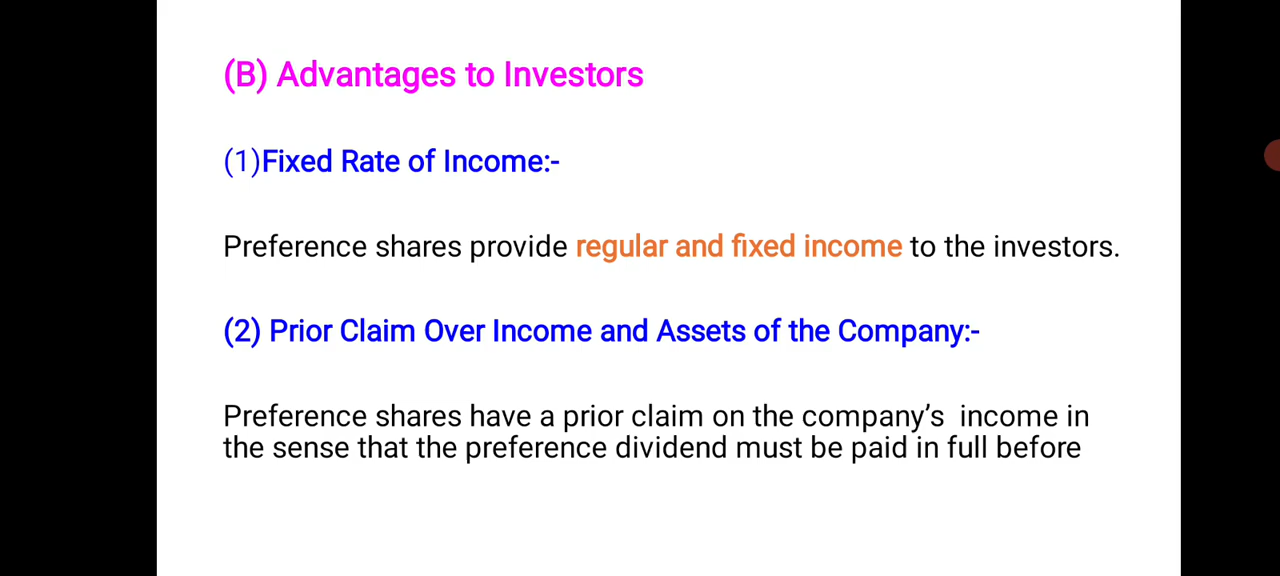 (B) Advantages to Investors
(1)Fixed Rate of Income:-
Preference shares provide regular and fixed income to the investors.
(2) Prior Claim Over Income and Assets of the Company:-
Preference shares have a prior claim on the company’s  income in
the sense that the preference dividend must be paid in full before